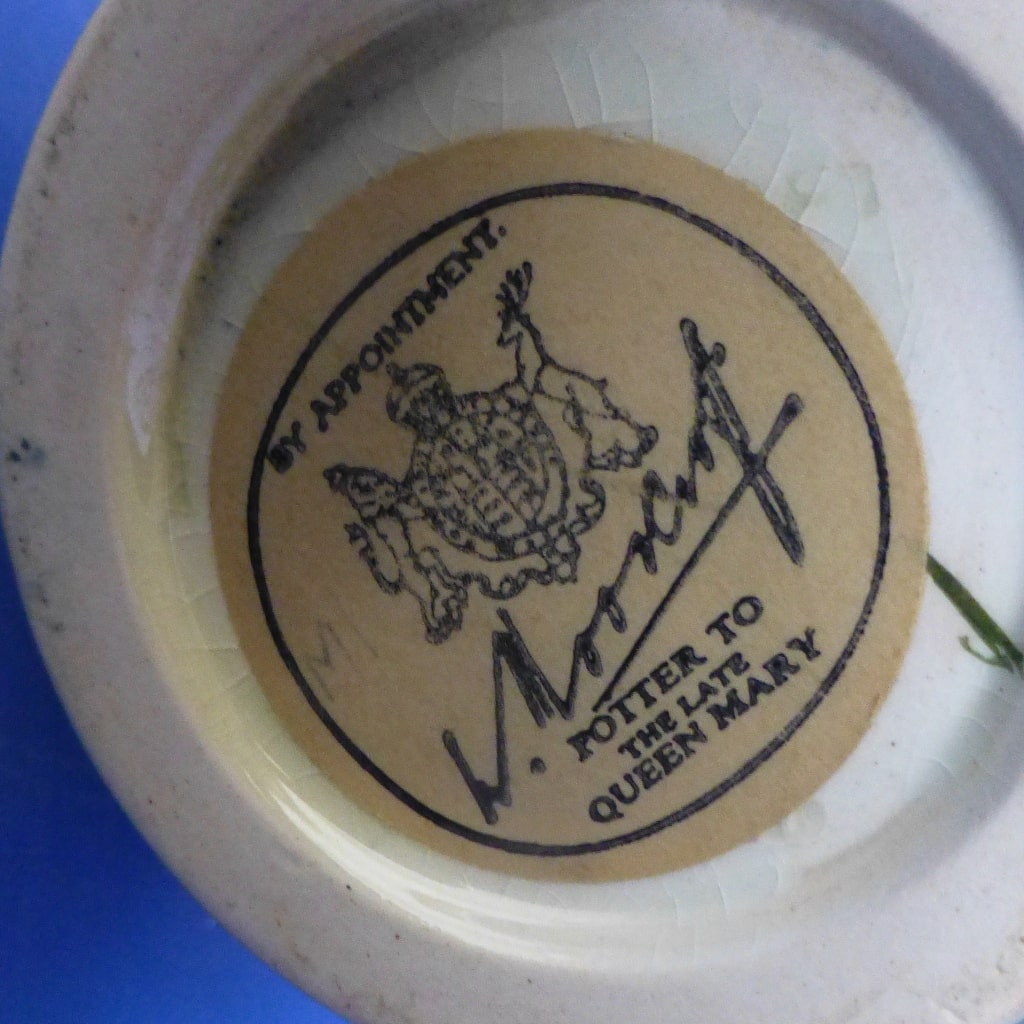 BY APPOINTMENT.
W. Moorcroft
POTTER TO
THE LATE
QUEEN MARY